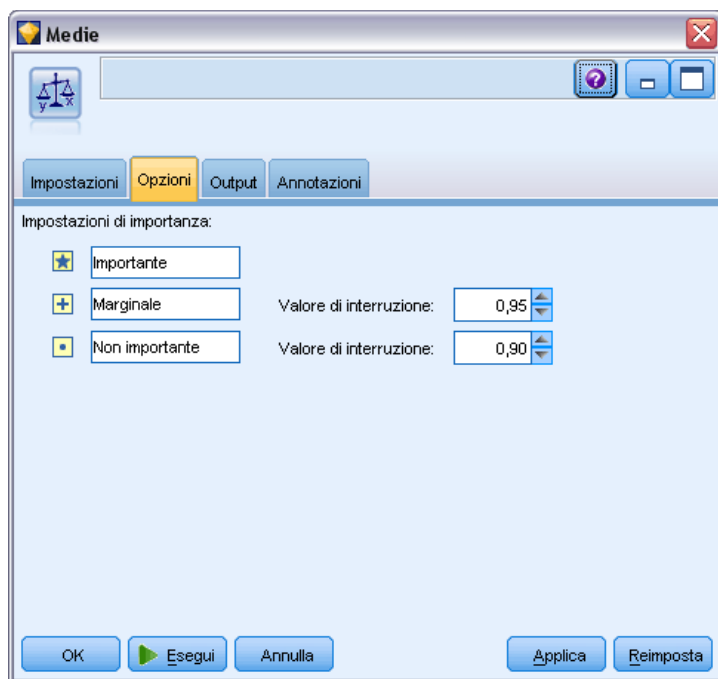 Medie
y x
?
Impostazioni Opzioni Output Annotazioni
Impostazioni di importanza:
Importante
Marginale Valore di interruzione: 0,95
Non importante Valore di interruzione: 0,90
OK Esegui Annulla Applica Reimposta